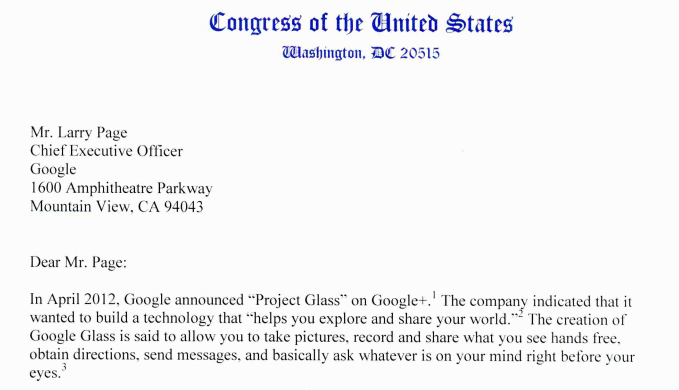 Congress of the United States
Washington, DC 20515
Mr. Larry Page
Chief Executive Officer
Google
1600 Amphitheatre Parkway
Mountain View, CA 94043
Dear Mr. Page:
In April 2012, Google announced “Project Glass” on Google+.1 The company indicated that it
wanted to build a technology that “helps you explore and share your world.”2 The creation of
Google Glass is said to allow you to take pictures, record and share what you see hands free,
obtain directions, send messages, and basically ask whatever is on your mind right before your
eyes.3